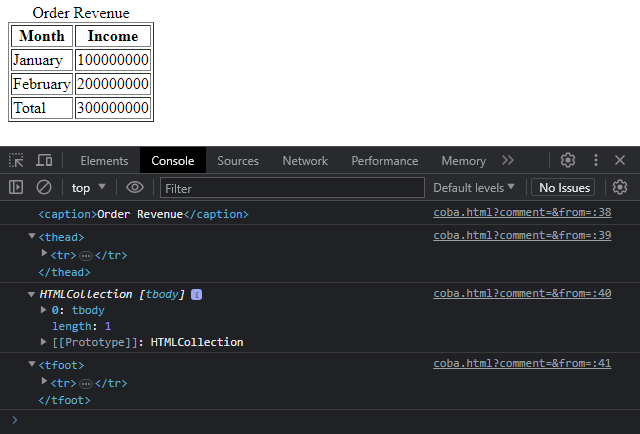 Order Revenue
Month Income
January 100000000
February 200000000
Total 300000000
Elements Console Sources Network Performance Memory
top Filter Default levels No Issues
<caption>Order Revenue</caption> coba.html?comment=&from=:38
<thead> coba.html?comment=&from=:39
<tr>…</tr>
</thead>
HTMLCollection [tbody] i coba.html?comment=&from=:40
0: tbody
length: 1
[[Prototype]]: HTMLCollection
<tfoot> coba.html?comment=&from=:41
<tr>…</tr>
</tfoot>